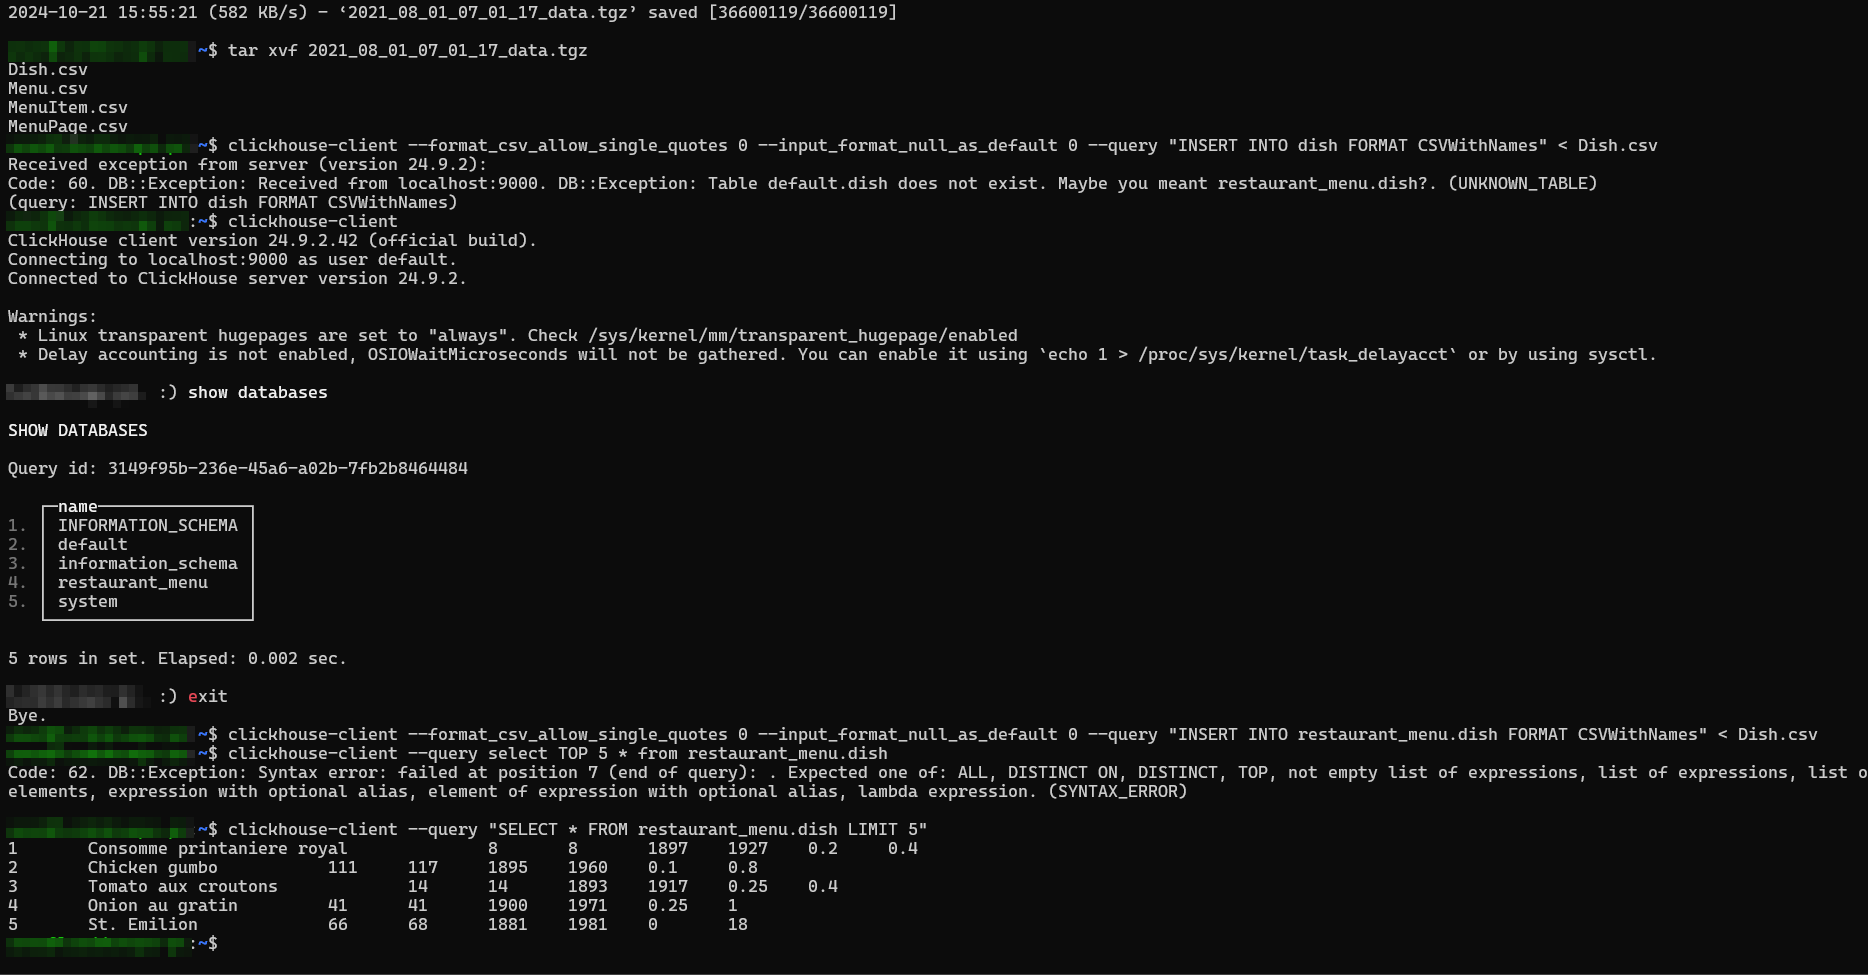 2024-10-21 15:55:21 (582 KB/s) - ‘2021_08_01_07_01_17_data.tgz’ saved [36600119/36600119]
~$ tar xvf 2021_08_01_07_01_17_data.tgz
Dish.csv
Menu.csv
MenuItem.csv
MenuPage.csv
~$ clickhouse-client --format_csv_allow_single_quotes 0 --input_format_null_as_default 0 --query "INSERT INTO dish FORMAT CSVWithNames" < Dish.csv
Received exception from server (version 24.9.2):
Code: 60. DB::Exception: Received from localhost:9000. DB::Exception: Table default.dish does not exist. Maybe you meant restaurant_menu.dish?. (UNKNOWN_TABLE)
(query: INSERT INTO dish FORMAT CSVWithNames)
:~$ clickhouse-client
ClickHouse client version 24.9.2.42 (official build).
Connecting to localhost:9000 as user default.
Connected to ClickHouse server version 24.9.2.
Warnings:
* Linux transparent hugepages are set to "always". Check /sys/kernel/mm/transparent_hugepage/enabled
* Delay accounting is not enabled, OSIOWaitMicroseconds will not be gathered. You can enable it using `echo 1 > /proc/sys/kernel/task_delayacct` or by using sysctl.
:) show databases
SHOW DATABASES
Query id: 3149f95b-236e-45a6-a02b-7fb2b8464484
name
1. INFORMATION_SCHEMA
2. default
3. information_schema
4. restaurant_menu
5. system
5 rows in set. Elapsed: 0.002 sec.
:) exit
Bye.
~$ clickhouse-client --format_csv_allow_single_quotes 0 --input_format_null_as_default 0 --query "INSERT INTO restaurant_menu.dish FORMAT CSVWithNames" < Dish.csv
~$ clickhouse-client --query select TOP 5 * from restaurant_menu.dish
Code: 62. DB::Exception: Syntax error: failed at position 7 (end of query): . Expected one of: ALL, DISTINCT ON, DISTINCT, TOP, not empty list of expressions, list of expressions, list o
elements, expression with optional alias, element of expression with optional alias, lambda expression. (SYNTAX_ERROR)
~$ clickhouse-client --query "SELECT * FROM restaurant_menu.dish LIMIT 5"
1 Consomme printaniere royal 8 8 1897 1927 0.2 0.4
2 Chicken gumbo 111 117 1895 1960 0.1 0.8
3 Tomato aux croutons 14 14 1893 1917 0.25 0.4
4 Onion au gratin 41 41 1900 1971 0.25 1
5 St. Emilion 66 68 1881 1981 0 18
:~$